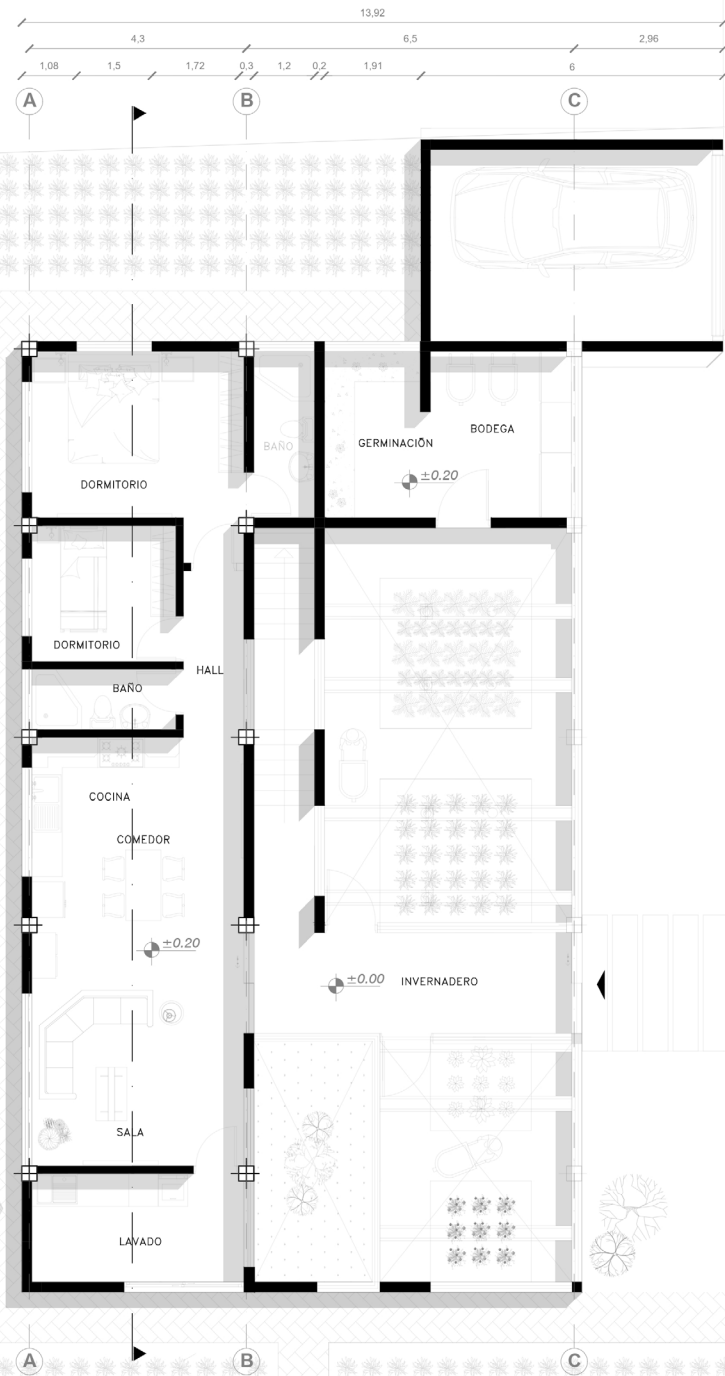 13,92
4,3 6,5 2,96
1,08 1,5 1,72 0,3 1,2 0,2 1,91 6
A B C
BAÑO
GERMINACIÖN
BODEGA
±0.20
DORMITORIO
DORMITORIO
HALL
BAÑO
COCINA
COMEDOR
±0.20
±0.00
INVERNADERO
SALA
LAVADO
A B C